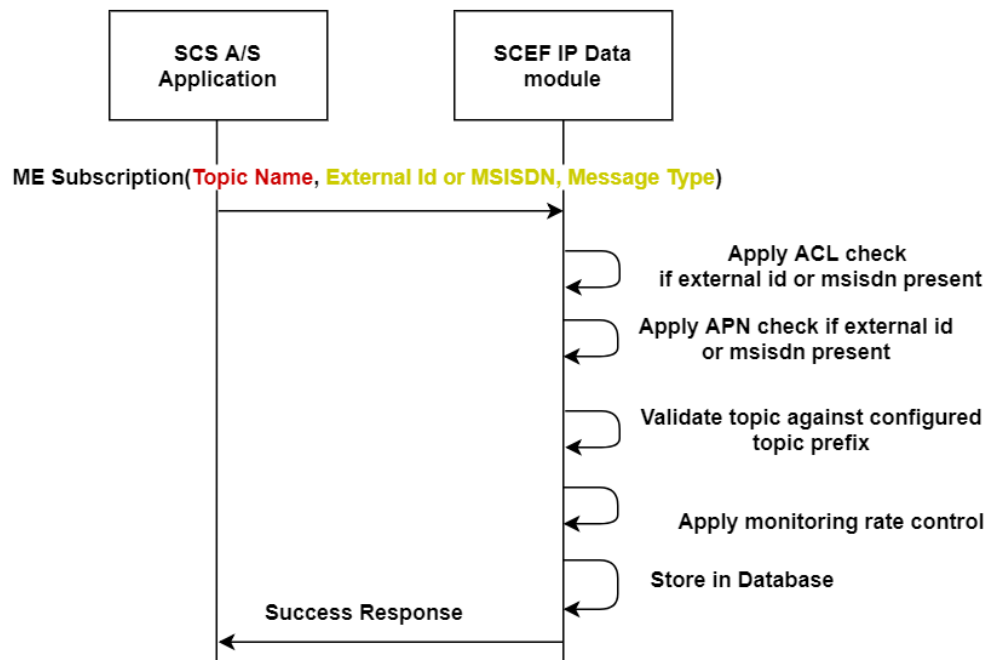 SCS A/S
Application
SCEF IP Data
module
ME Subscription(Topic Name, External Id or MSISDN, Message Type)
Apply ACL check
if external id or msisdn present
Apply APN check if external id
or msisdn present
Validate topic against configured
topic prefix
Apply monitoring rate control
Store in Database
Success Response